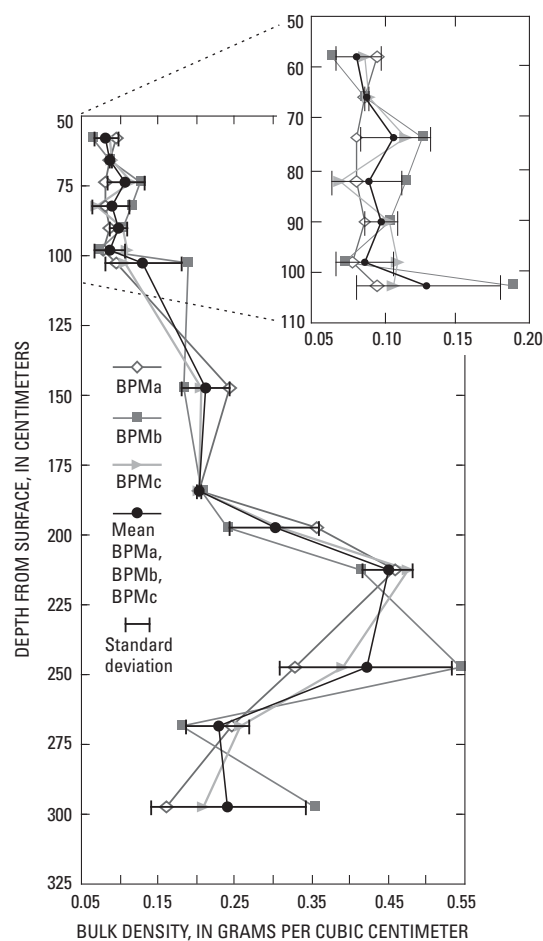 50
60
70
80
90
100
110
0.05
0.10
0.15
0.20
50
75
100
125
150
175
200
225
250
275
300
325
DEPTH FROM SURFACE, IN CENTIMETERS
BPMa
BPMb
BPMc
Mean
BPMa,
BPMb,
BPMc
Standard
deviation
0.05
0.15
0.25
0.35
0.45
0.55
BULK DENSITY, IN GRAMS PER CUBIC CENTIMETER